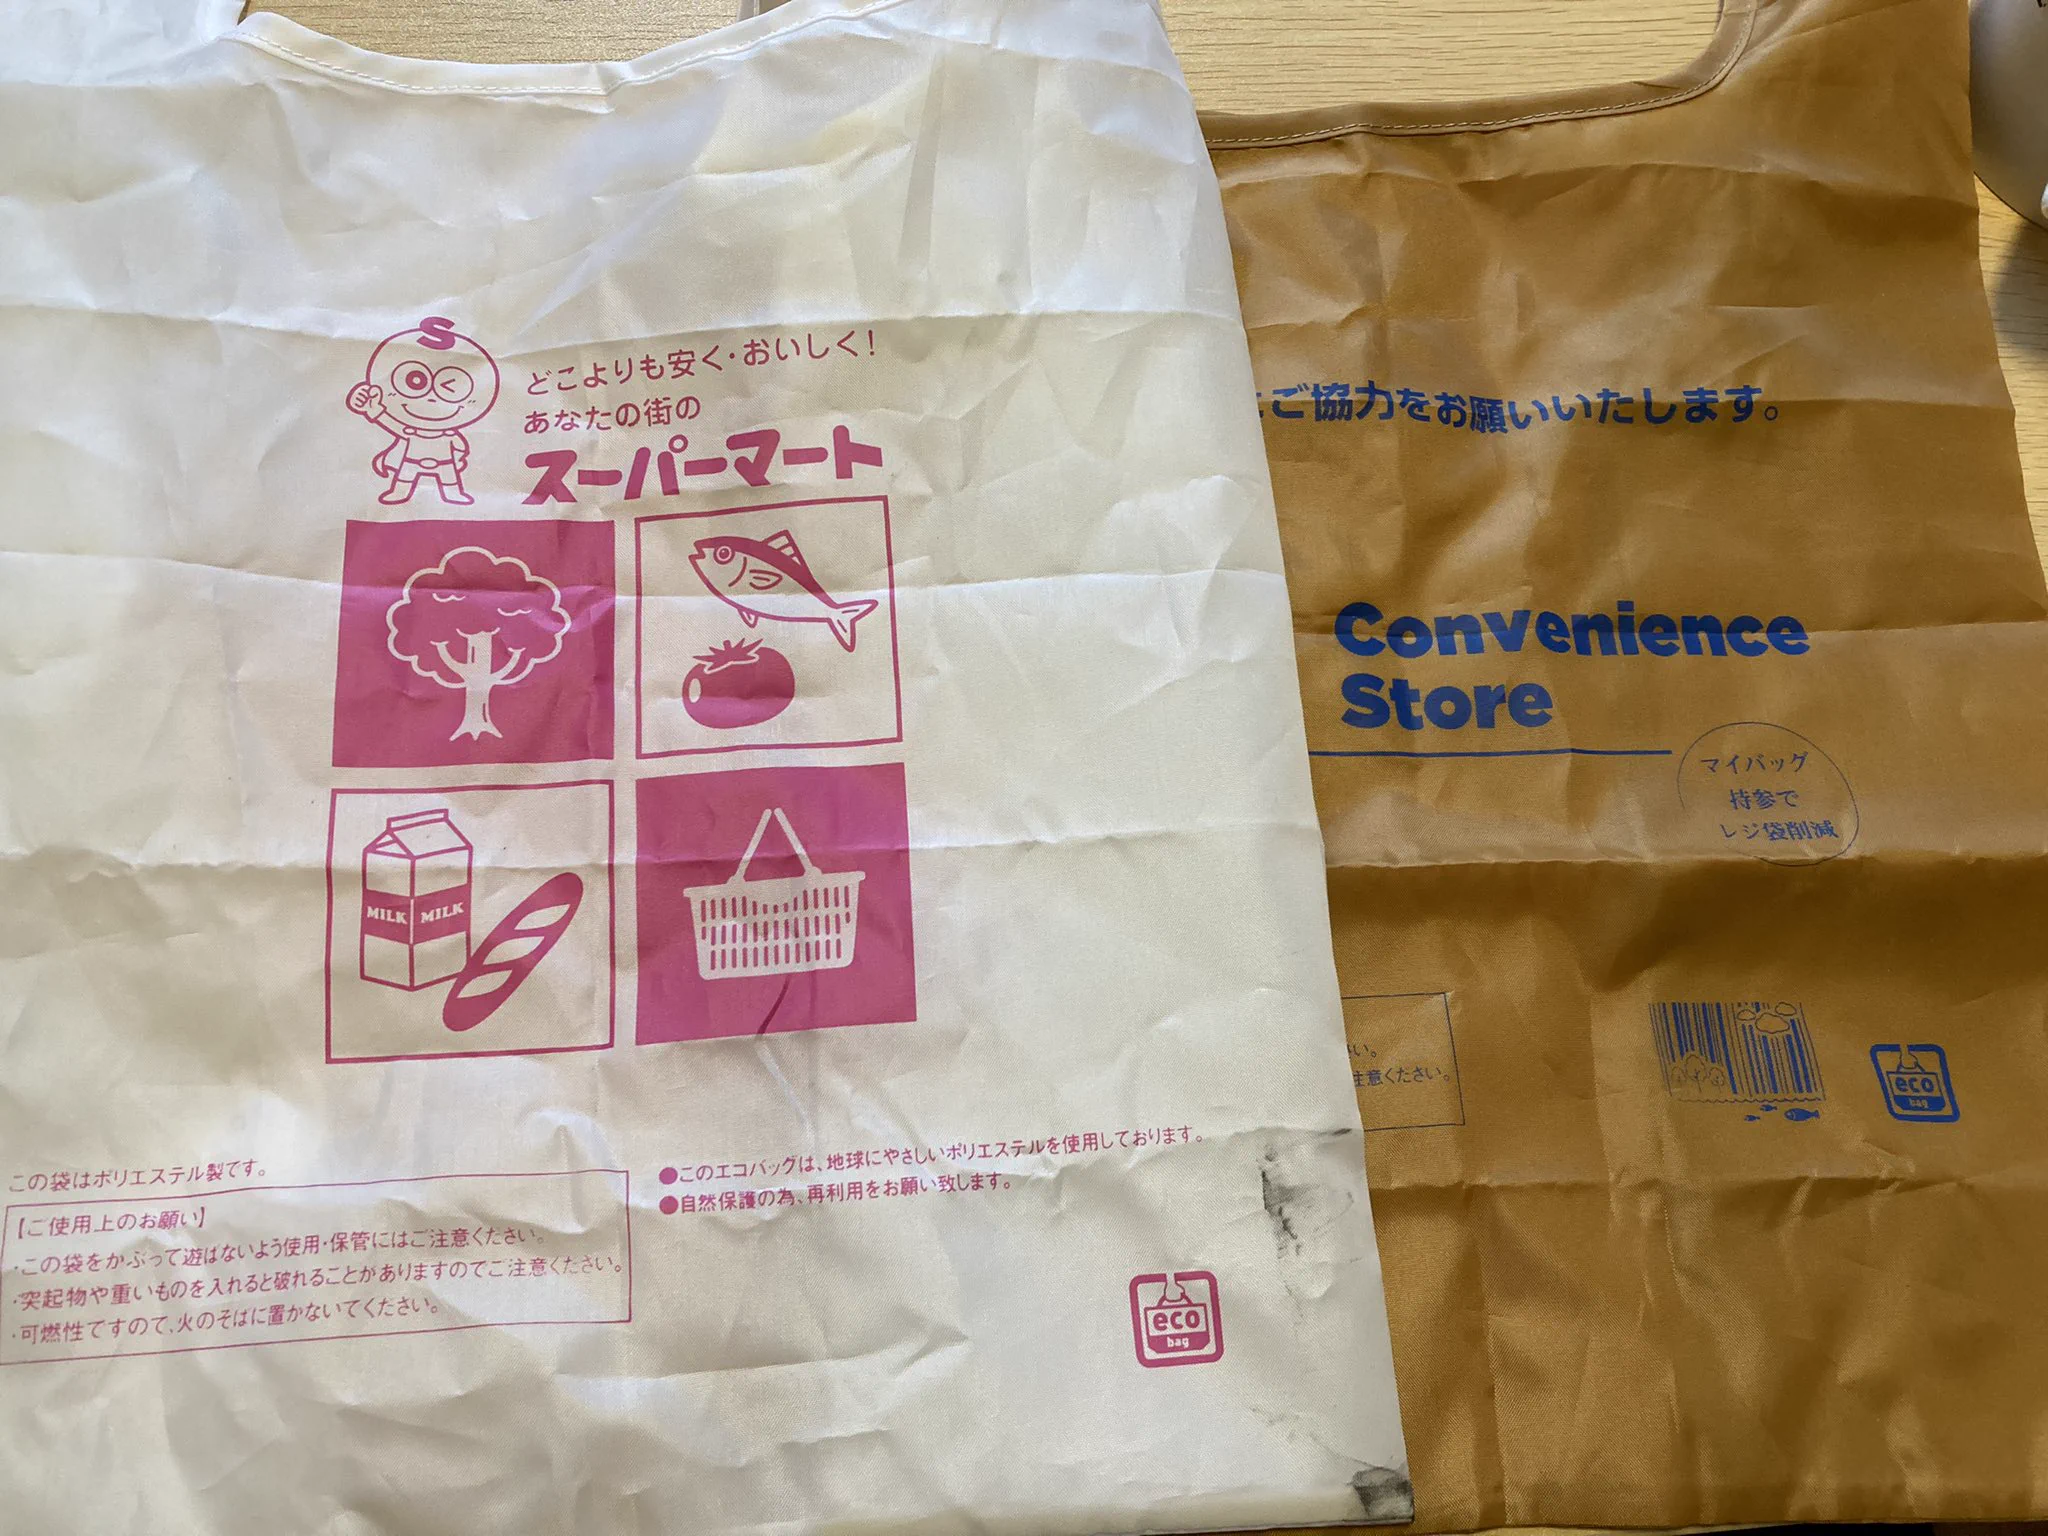 S
どこよりも安く・おいしく!
あなたの街の
スーパーマート
MILK MILK
この袋はポリエステル製です。
【ご使用上のお願い】
・この袋をかぶって遊ばないよう使用・保管にはご注意ください。
・突起物や重いものを入れると破れることがありますのでご注意ください。
・可燃性ですので、火のそばに置かないでください。
●このエコバッグは、地球にやさしいポリエステルを使用しております。
●自然保護の為、再利用をお願い致します。
eco
bag
にご協力をお願いいたします。
Convenience
Store
マイバッグ
持参で
レジ袋削減
い。
注意ください。
eco
bag